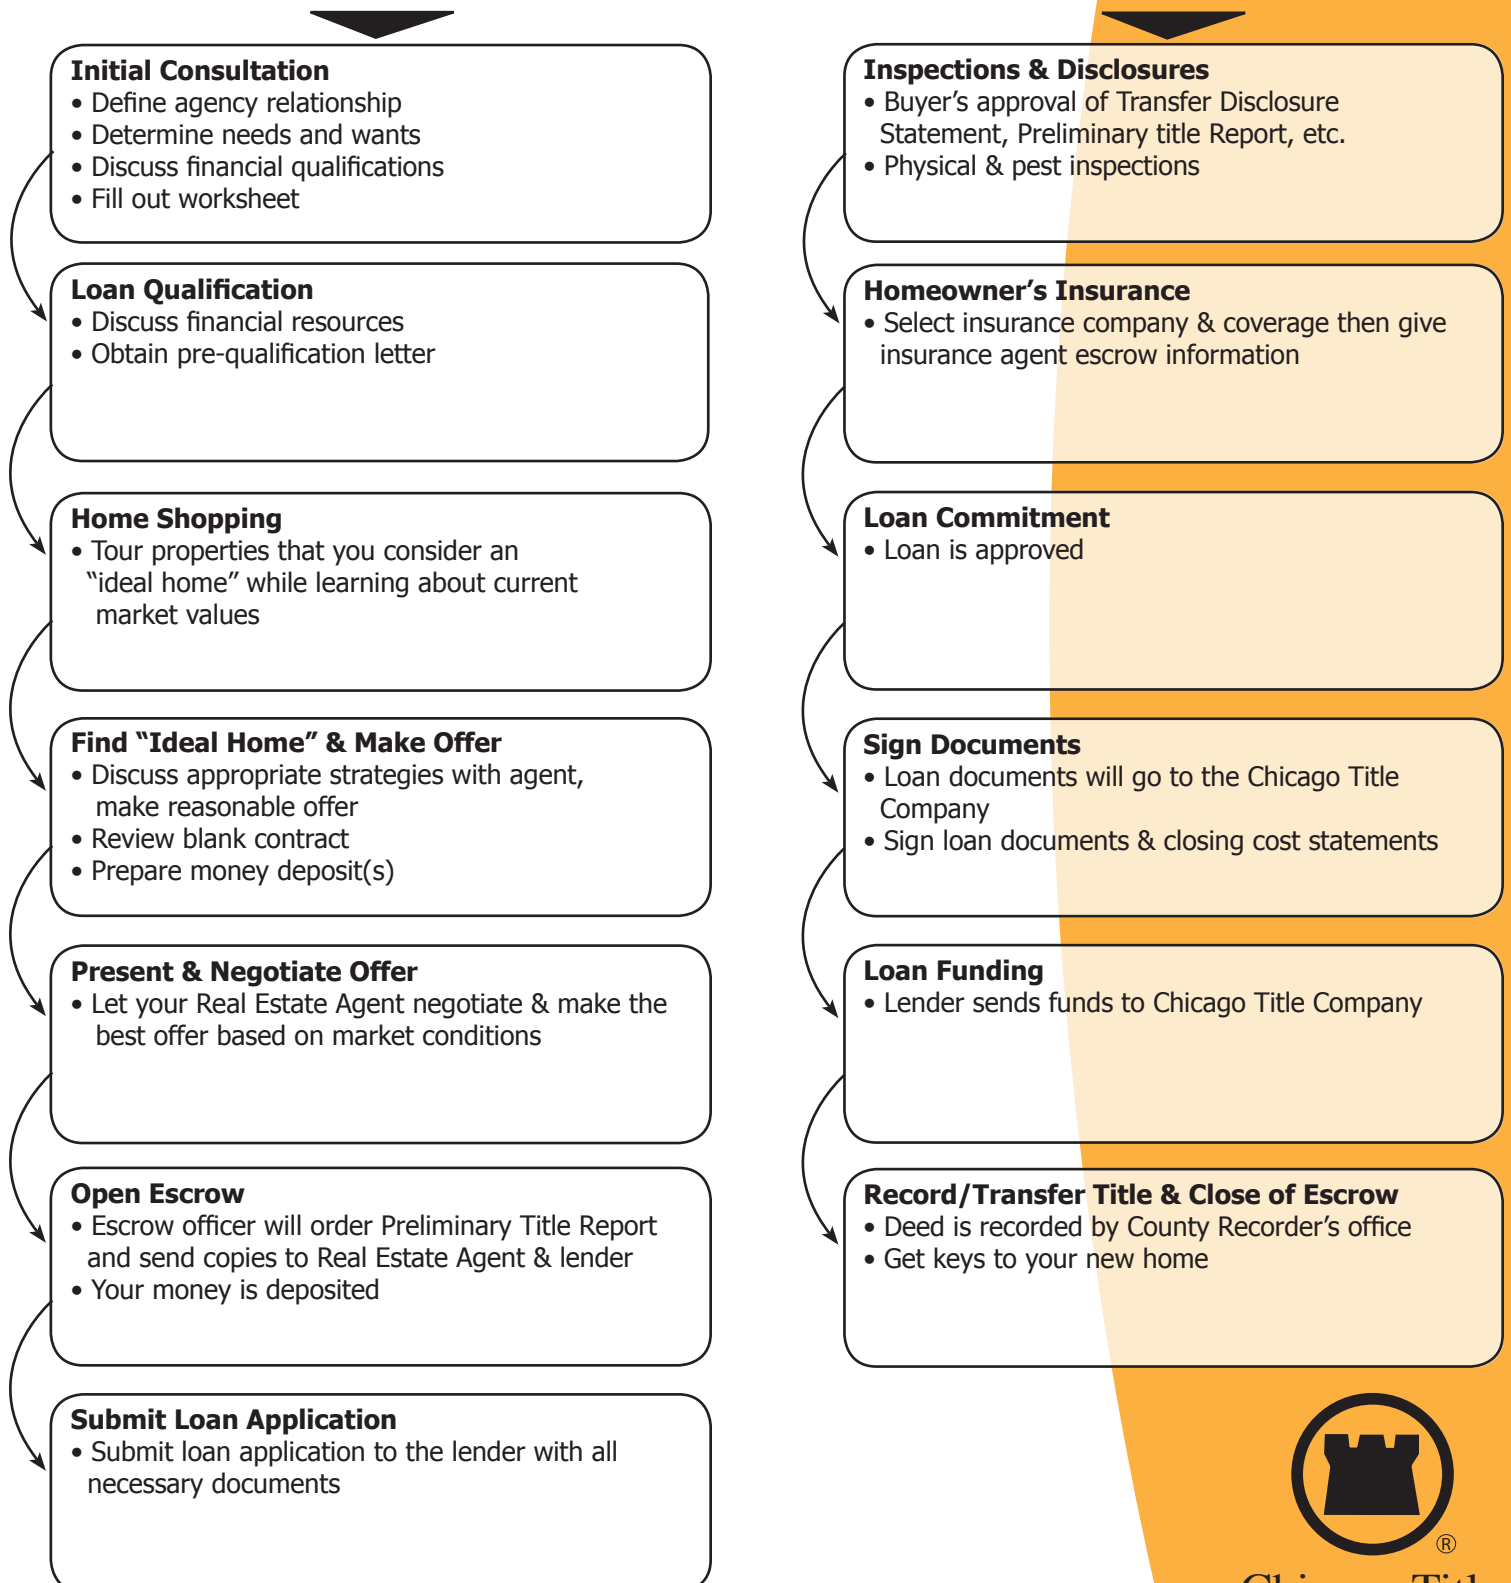 Initial Consultation
• Define agency relationship
• Determine needs and wants
• Discuss financial qualifications
• Fill out worksheet
Loan Qualification
• Discuss financial resources
• Obtain pre-qualification letter
Home Shopping
• Tour properties that you consider an
“ideal home” while learning about current
market values
Find “Ideal Home” & Make Offer
• Discuss appropriate strategies with agent,
make reasonable offer
• Review blank contract
• Prepare money deposit(s)
Present & Negotiate Offer
• Let your Real Estate Agent negotiate & make the
best offer based on market conditions
Open Escrow
• Escrow officer will order Preliminary Title Report
and send copies to Real Estate Agent & lender
• Your money is deposited
Submit Loan Application
• Submit loan application to the lender with all
necessary documents
Inspections & Disclosures
• Buyer’s approval of Transfer Disclosure
Statement, Preliminary title Report, etc.
• Physical & pest inspections
Homeowner’s Insurance
• Select insurance company & coverage then give
insurance agent escrow information
Loan Commitment
• Loan is approved
Sign Documents
• Loan documents will go to the Chicago Title
Company
• Sign loan documents & closing cost statements
Loan Funding
• Lender sends funds to Chicago Title Company
Record/Transfer Title & Close of Escrow
• Deed is recorded by County Recorder’s office
• Get keys to your new home
®
Chicago Title